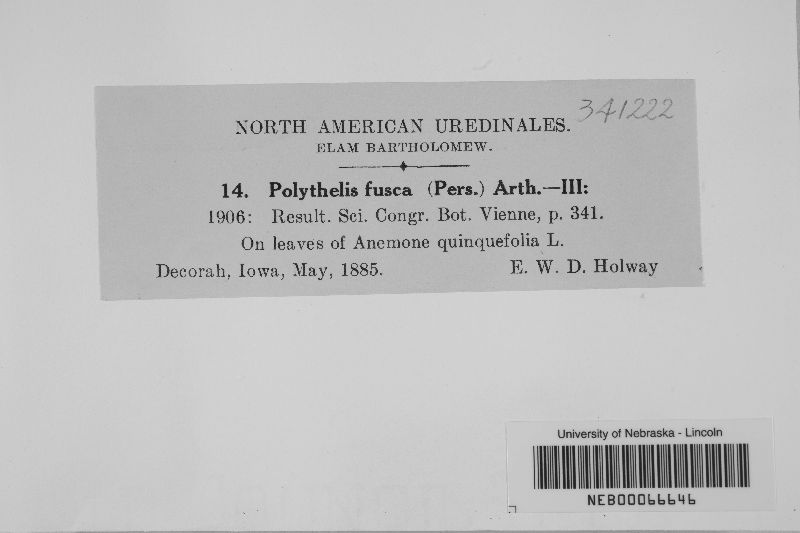 341222
NORTH AMERICAN UREDINALES.
ELAM BARTHOLOMEW.
14. Polythelis fusca (Pers.) Arth.—III:
1906: Result. Sci. Congr. Bot. Vienne, p. 341.
On leaves of Anemone quinquefolia L.
Decorah, Iowa, May, 1885. E. W. D. Holway
University of Nebraska - Lincoln
NEB00066646